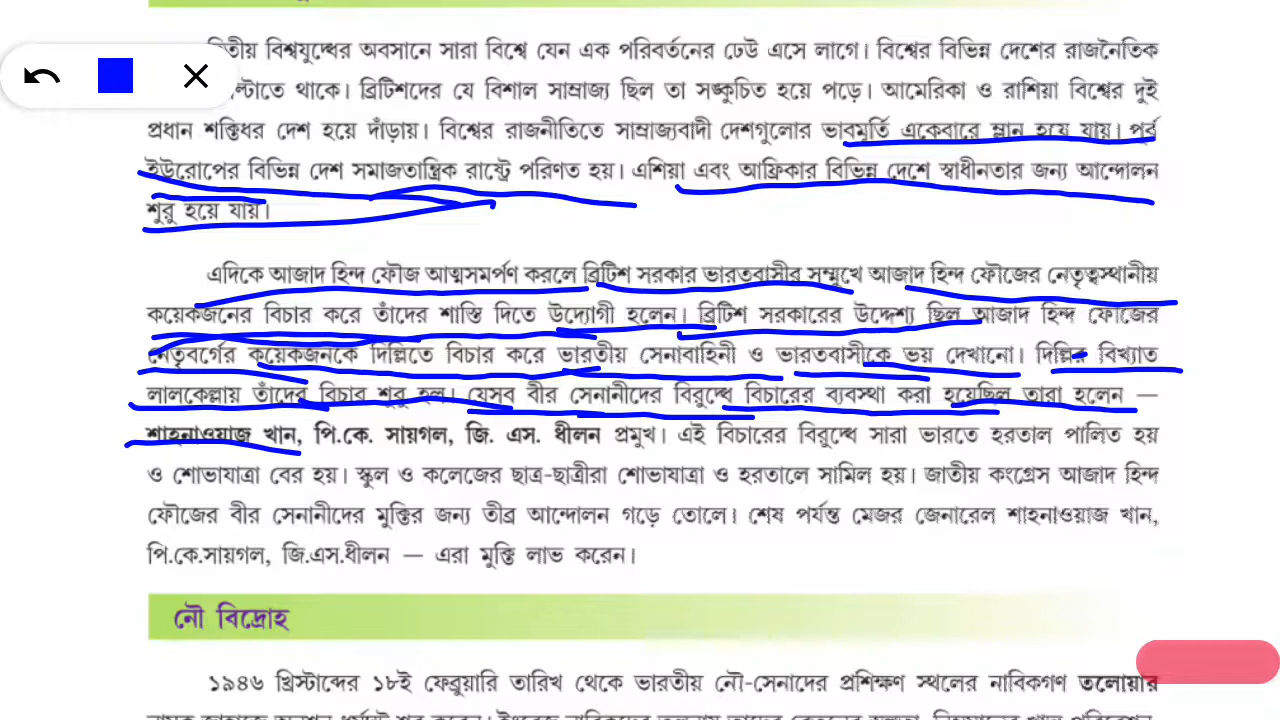 দ্বিতীয় বিশ্বযুদ্ধের অবসানে সারা বিশ্বে যেন এক পরিবর্তনের ঢেউ এসে লাগে। বিশ্বের বিভিন্ন দেশের রাজনৈতিক
থাকে। ব্রিটিশদের যে বিশাল সাম্রাজ্য ছিল তা সঙ্কুচিত হয়ে পড়ে। আমেরিকা ও রাশিয়া বিশ্বের দুই
প্রধান শক্তিধর দেশ হয়ে দাঁড়ায়। বিশ্বের রাজনীতিতে সাম্রাজ্যবাদী দেশগুলোর ভাবমুর্তি একেবারে ম্লান হয়ে যায়। পূর্ব
ইউরোপের বিভিন্ন দেশ সমাজতান্ত্রিক রাষ্ট্রে পরিণত হয়। এশিয়া এবং আফ্রিকার বিভিন্ন দেশে স্বাধীনতার জন্য আন্দোলন
শুরু হয়ে যায়।
এদিকে আজাদ হিন্দ ফৌজ আত্মসমর্পণ করলে ব্রিটিশ সরকার ভারতবাসীর সম্মুখে আজাদ হিন্দ ফৌজের নেতৃত্বস্থানীয়
কয়েকজনের বিচার করে তাঁদের শাস্তি দিতে উদ্যোগী হলেন। ব্রিটিশ সরকারের উদ্দেশ্য ছিল আজাদ হিন্দ ফৌজের
নেতৃবর্গের কয়েকজনকে দিল্লিতে বিচার করে ভারতীয় সেনাবাহিনী ও ভারতবাসীকে ভয় দেখানো। দিল্লির বিখ্যাত
লালকেল্লায় তাঁদের বিচার শুরু হল। যেসব বীর সেনানীদের বিরুদ্ধে বিচারের ব্যবস্থা করা হয়েছিল তারা হলেন —
শাহনাওয়াজ খান, পি.কে. সায়গল, জি. এস. ধীলন প্রমুখ। এই বিচারের বিরুদ্ধে সারা ভারতে হরতাল পালিত হয়
ও শোভাযাত্রা বের হয়। স্কুল ও কলেজের ছাত্র-ছাত্রীরা শোভাযাত্রা ও হরতালে সামিল হয়। জাতীয় কংগ্রেস আজাদ হিন্দ
ফৌজের বীর সেনানীদের মুক্তির জন্য তীব্র আন্দোলন গড়ে তোলে। শেষ পর্যন্ত মেজর জেনারেল শাহনাওয়াজ খান,
পি.কে.সায়গল, জি.এস.ধীলন — এরা মুক্তি লাভ করেন।
নৌ বিদ্রোহ
১৯৪৬ খ্রিস্টাব্দের ১৮ই ফেব্রুয়ারি তারিখ থেকে ভারতীয় নৌ-সেনাদের প্রশিক্ষণ স্থলের নাবিকগণ তলোয়ার